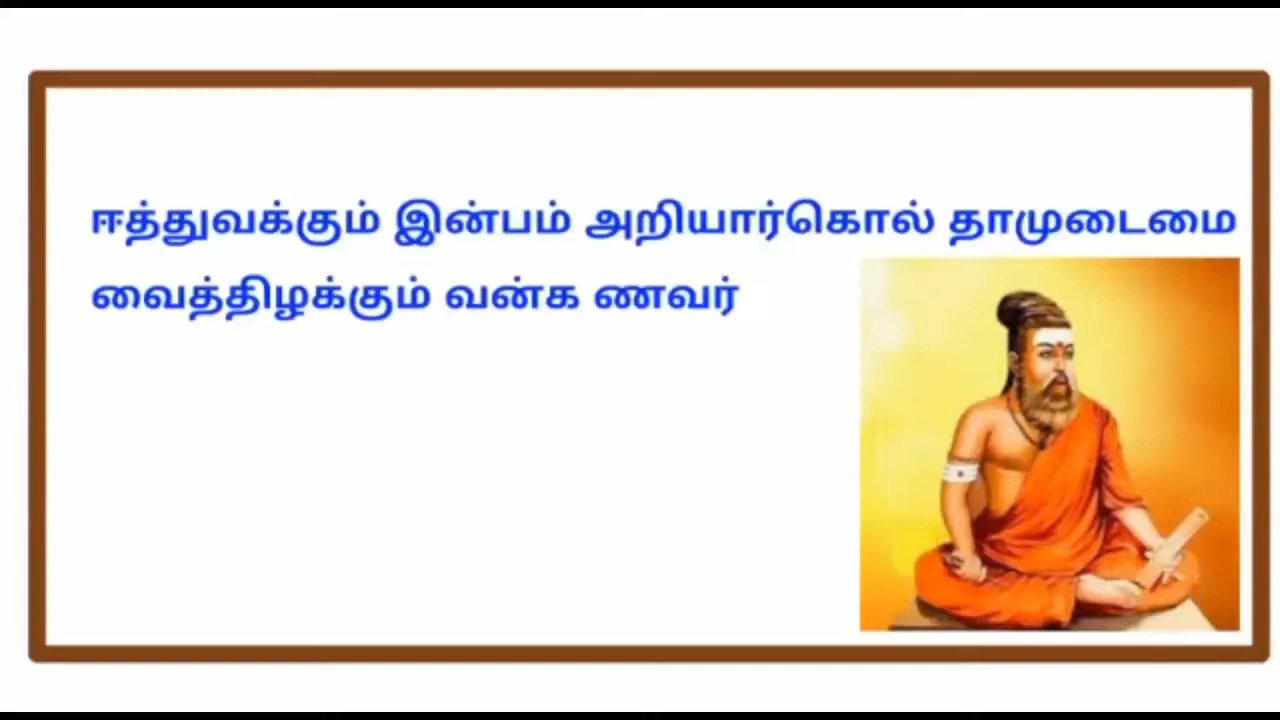 ஈத்துவக்கும் இன்பம் அறியார்கொல் தாமுடைமை
வைத்திழக்கும் வன்க ணவர்